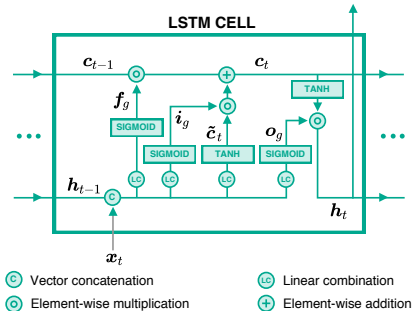 LSTM CELL
c_{t-1}
c_t
TANH
f_g
i_g
c̃_t
o_g
SIGMOID
SIGMOID
TANH
SIGMOID
h_{t-1}
C
LC
LC
LC
LC
h_t
x_t
C Vector concatenation
LC Linear combination
Element-wise multiplication
Element-wise addition